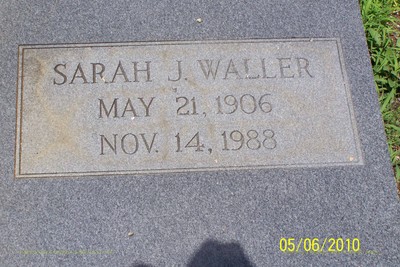 SARAH J. WALLER
MAY 21, 1906
NOV. 14, 1988
05/06/2010